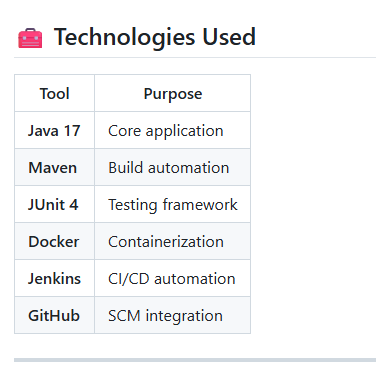 Technologies Used
Tool Purpose
Java 17 Core application
Maven Build automation
JUnit 4 Testing framework
Docker Containerization
Jenkins CI/CD automation
GitHub SCM integration